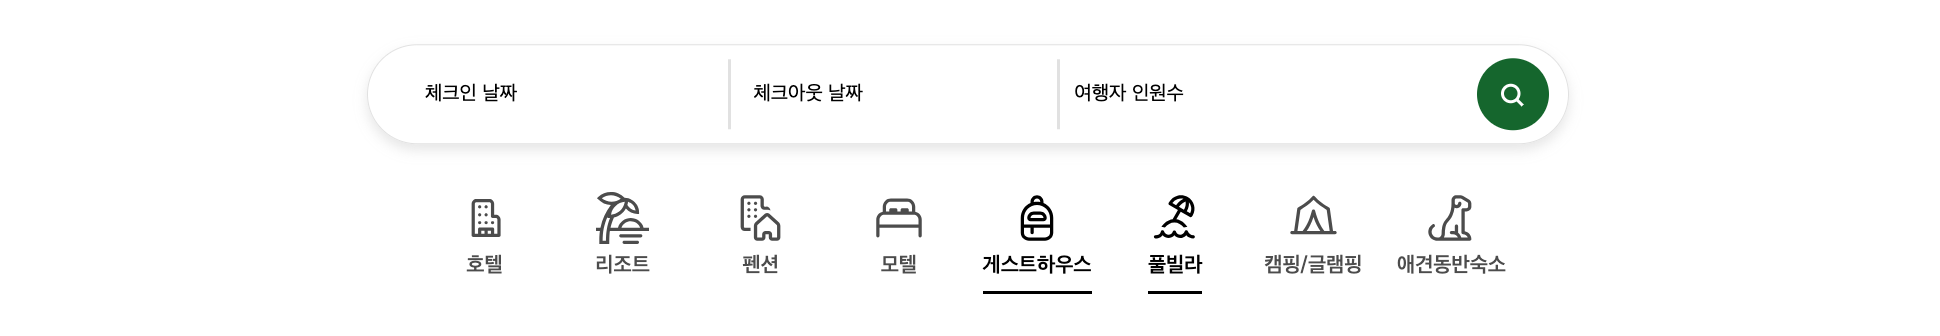 체크인 날짜 체크아웃 날짜 여행자 인원수
호텔 리조트 펜션 모텔 게스트하우스 풀빌라 캠핑/글램핑 애견동반숙소